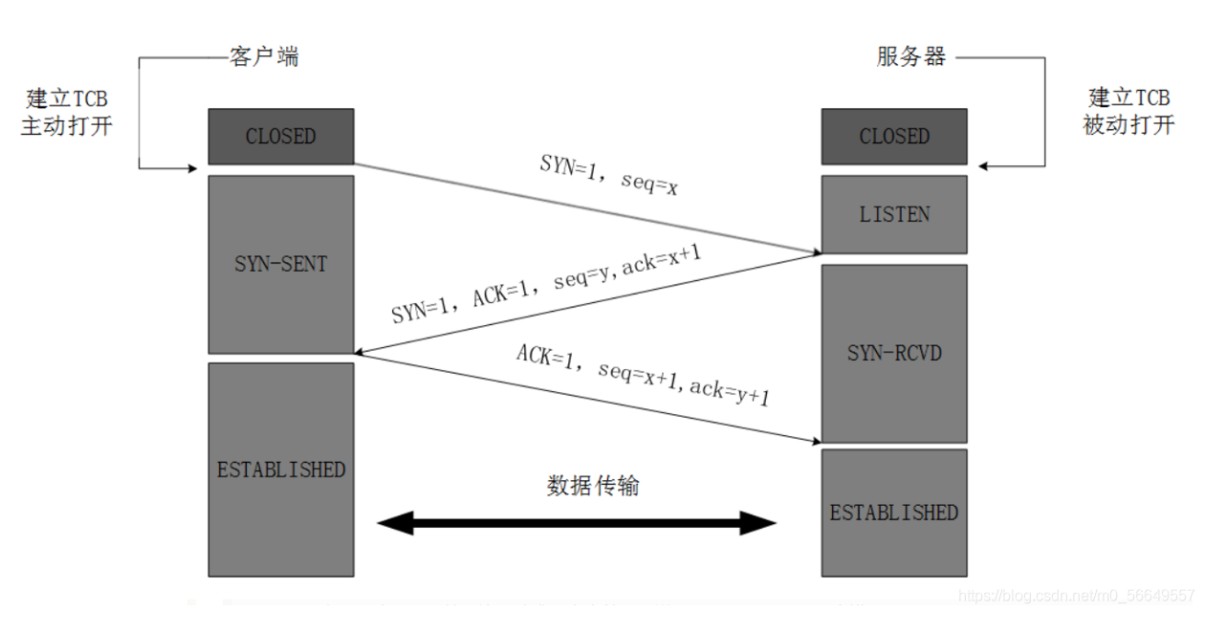 客户端
服务器
建立TCB
主动打开
建立TCB
被动打开
CLOSED
CLOSED
SYN=1, seq=x
LISTEN
SYN-SENT
SYN=1, ACK=1, seq=y,ack=x+1
SYN-RCVD
ACK=1, seq=x+1,ack=y+1
ESTABLISHED
数据传输
ESTABLISHED
https://blog.csdn.net/m0_56649557